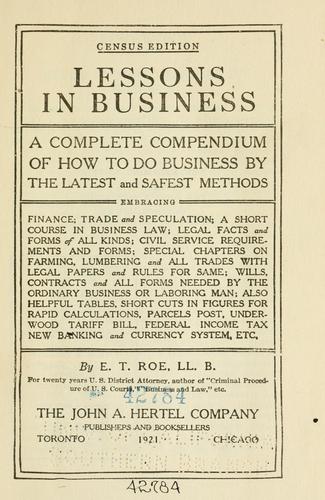 CENSUS EDITION
LESSONS
IN BUSINESS
A COMPLETE COMPENDIUM
OF HOW TO DO BUSINESS BY
THE LATEST and SAFEST METHODS
EMBRACING
FINANCE; TRADE and SPECULATION; A SHORT
COURSE IN BUSINESS LAW; LEGAL FACTS and
FORMS of ALL KINDS; CIVIL SERVICE REQUIRE-
MENTS AND FORMS; SPECIAL CHAPTERS ON
FARMING, LUMBERING and ALL TRADES WITH
LEGAL PAPERS and RULES FOR SAME; WILLS,
CONTRACTS and ALL FORMS NEEDED BY THE
ORDINARY BUSINESS OR LABORING MAN; ALSO
HELPFUL TABLES, SHORT CUTS IN FIGURES FOR
RAPID CALCULATIONS, PARCELS POST, UNDER-
WOOD TARIFF BILL, FEDERAL INCOME TAX
NEW BANKING and CURRENCY SYSTEM, ETC.
By E. T. ROE, LL. B.
For twenty years U. S. District Attorney, author of "Criminal Proced-
ure of U. S. Courts," "Business and Law," etc.
42784
THE JOHN A. HERTEL COMPANY
PUBLISHERS AND BOOKSELLERS
TORONTO 1921 CHICAGO
42784